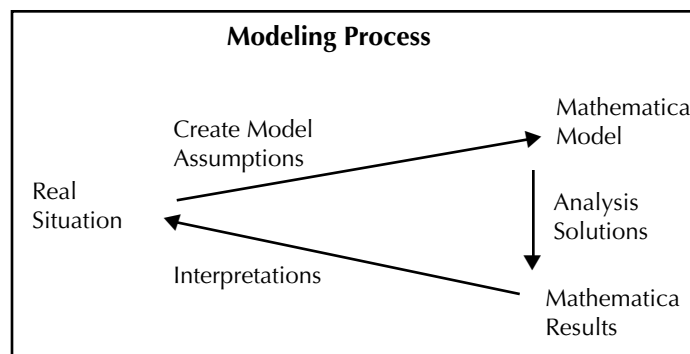 Modeling Process
Create Model
Assumptions
Mathematica
Model
Real
Situation
Analysis
Solutions
Interpretations
Mathematica
Results